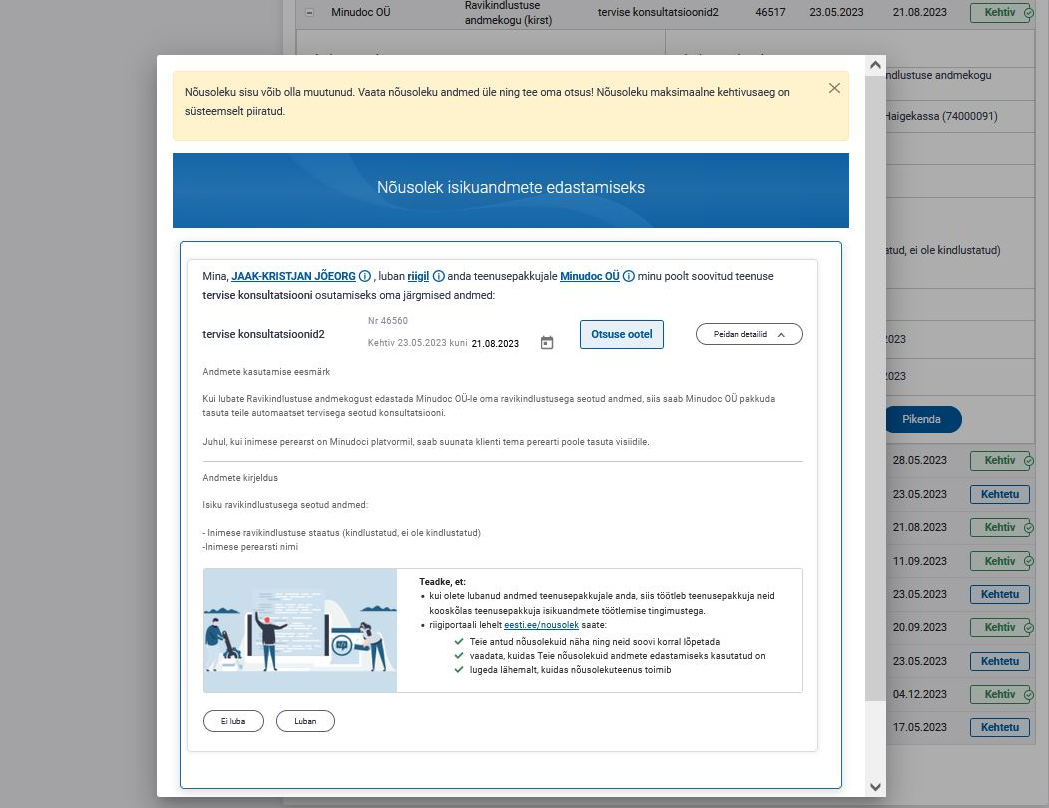 Minudoc OÜ
Ravikindlustuse
andmekogu (kirst)
tervise konsultatsioonid2
46517
23.05.2023
21.08.2023
Kehtiv
Nõusoleku sisu võib olla muutunud. Vaata nõusoleku andmed üle ning tee oma otsus! Nõusoleku maksimaalne kehtivusaeg on
süsteemselt piiratud.
Nõusolek isikuandmete edastamiseks
Mina, JAAK-KRISTJAN JÕEORG , luban riigil anda teenusepakkujale Minudoc OÜ minu poolt soovitud teenuse
tervise konsultatsiooni osutamiseks oma järgmised andmed:
tervise konsultatsioonid2
Nr 46560
Kehtiv 23.05.2023 kuni 21.08.2023
Otsuse ootel
Peidan detailid
Andmete kasutamise eesmärk
Kui lubate Ravikindlustuse andmekogust edastada Minudoc OÜ-le oma ravikindlustusega seotud andmed, siis saab Minudoc OÜ pakkuda
tasuta teile automaatset tervisega seotud konsultatsiooni.
Juhul, kui inimese perearst on Minudoci platvormil, saab suunata klienti tema perearti poole tasuta visiidile.
Andmete kirjeldus
Isiku ravikindlustusega seotud andmed:
- Inimese ravikindlustuse staatus (kindlustatud, ei ole kindlustatud)
-Inimese perearsti nimi
Teadke, et:
• kui olete lubanud andmed teenusepakkujale anda, siis töötleb teenusepakkuja neid
kooskõlas teenusepakkuja isikuandmete töötlemise tingimustega.
• riigiportaali lehelt eesti.ee/nousolek saate:
Teie antud nõusolekuid näha ning neid soovi korral lõpetada
vaadata, kuidas Teie nõusolekuid andmete edastamiseks kasutatud on
lugeda lähemalt, kuidas nõusolekuteenus toimib
Ei luba
Luban
ndlustuse andmekogu
Haigekassa (74000091)
atud, ei ole kindlustatud)
2023
2023
Pikenda
28.05.2023 Kehtiv
23.05.2023 Kehtetu
21.08.2023 Kehtiv
11.09.2023 Kehtiv
23.05.2023 Kehtetu
20.09.2023 Kehtiv
23.05.2023 Kehtetu
04.12.2023 Kehtiv
17.05.2023 Kehtetu